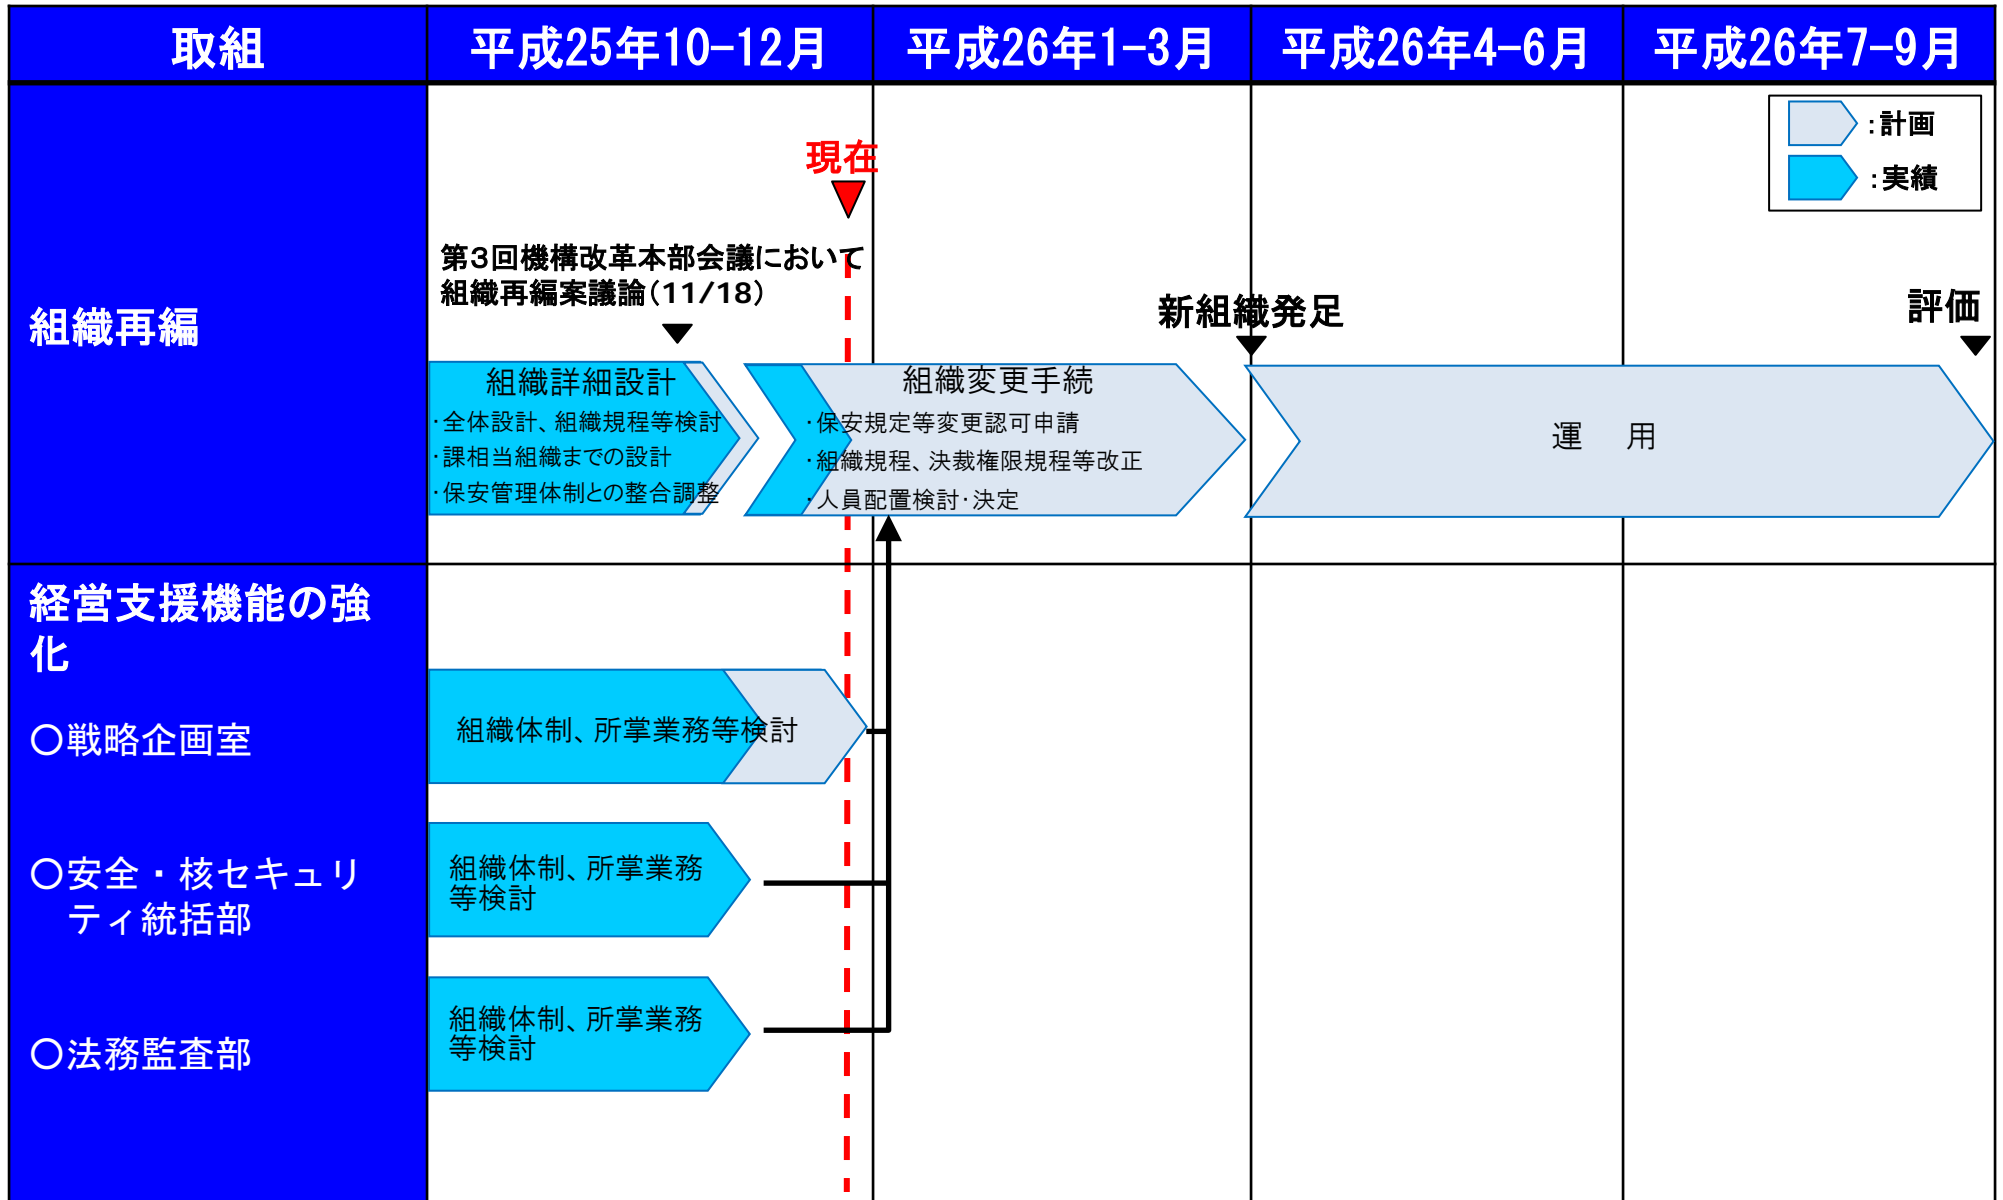 取組
平成25年10-12月
平成26年1-3月
平成26年4-6月
平成26年7-9月
:計画
:実績
現在
第3回機構改革本部会議において
組織再編案議論(11/18)
新組織発足
評価
組織再編
組織詳細設計
・全体設計、組織規程等検討
・課相当組織までの設計
・保安管理体制との整合調整
組織変更手続
・保安規定等変更認可申請
・組織規程、決裁権限規程等改正
・人員配置検討・決定
運 用
経営支援機能の強
化
○戦略企画室
組織体制、所掌業務等検討
○安全・核セキュリ
ティ統括部
組織体制、所掌業務
等検討
○法務監査部
組織体制、所掌業務
等検討